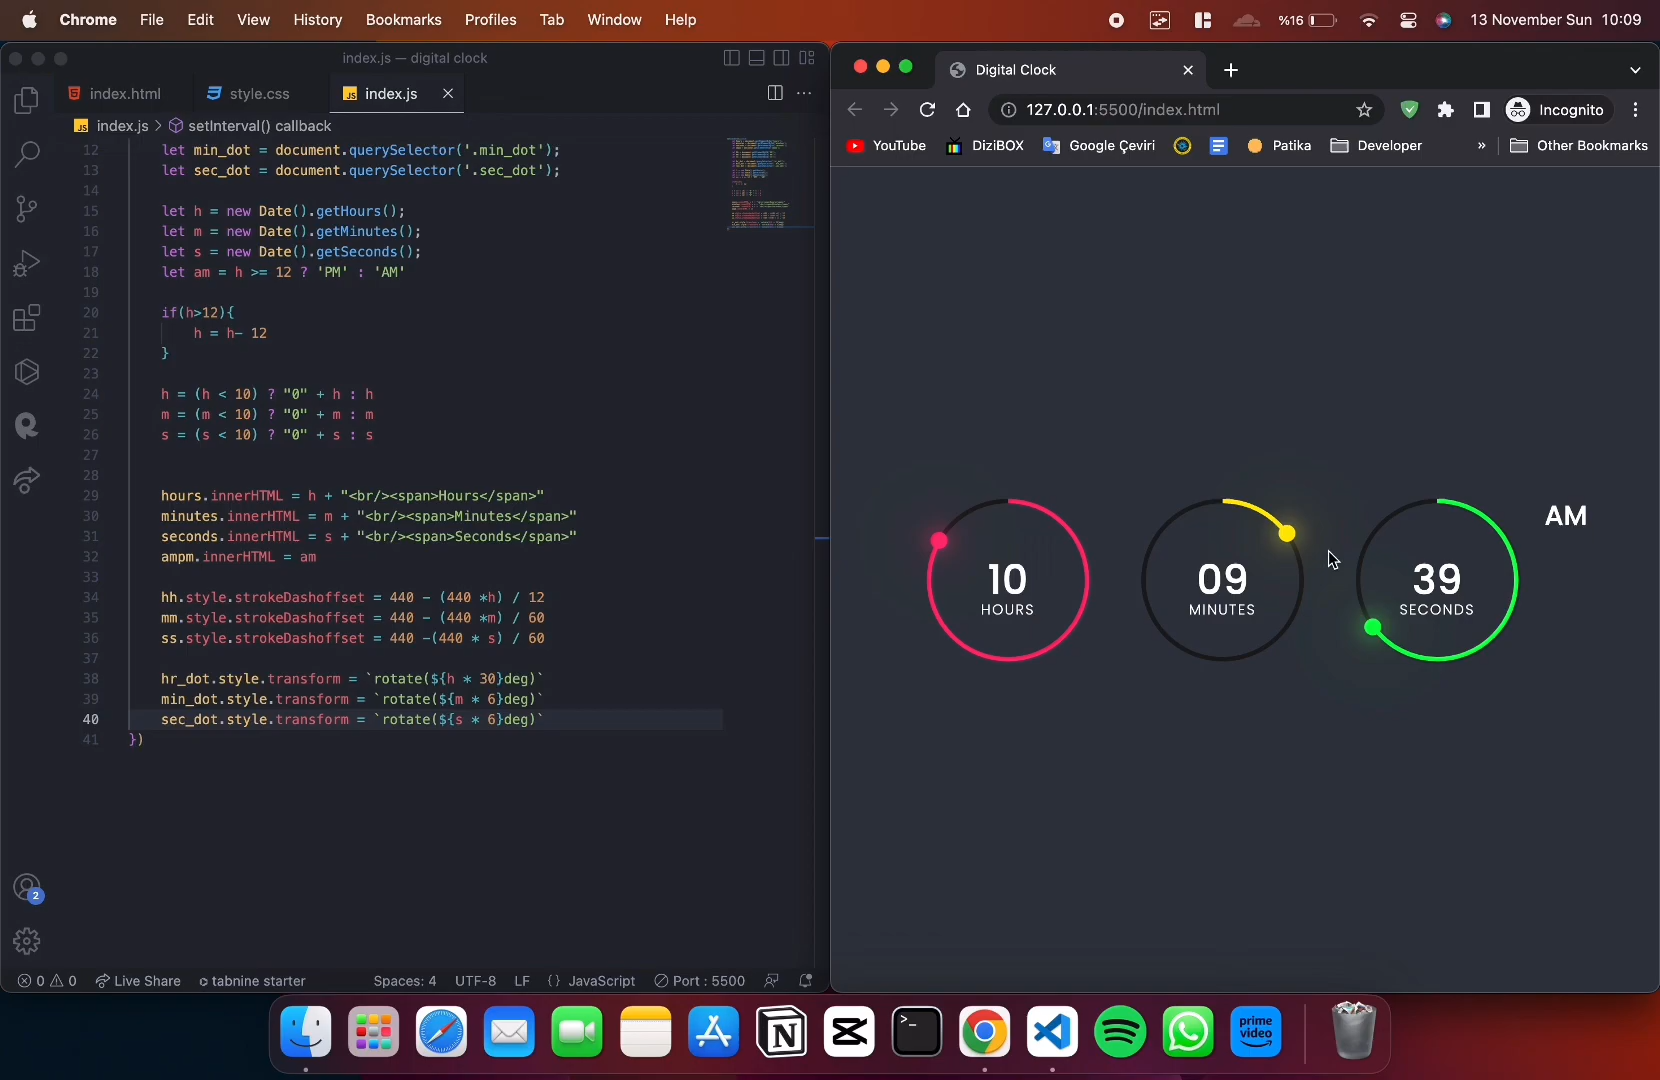 Chrome File Edit View History Bookmarks Profiles Tab Window Help
%16 13 November Sun 10:09
index.js — digital clock
index.html style.css index.js
index.js > setInterval() callback
12 let min_dot = document.querySelector('.min_dot');
13 let sec_dot = document.querySelector('.sec_dot');
14
15 let h = new Date().getHours();
16 let m = new Date().getMinutes();
17 let s = new Date().getSeconds();
18 let am = h >= 12 ? 'PM' : 'AM'
19
20 if(h>12){
21 h = h- 12
22 }
23
24 h = (h < 10) ? "0" + h : h
25 m = (m < 10) ? "0" + m : m
26 s = (s < 10) ? "0" + s : s
27
28
29 hours.innerHTML = h + "<br/><span>Hours</span>"
30 minutes.innerHTML = m + "<br/><span>Minutes</span>"
31 seconds.innerHTML = s + "<br/><span>Seconds</span>"
32 ampm.innerHTML = am
33
34 hh.style.strokeDashoffset = 440 - (440 *h) / 12
35 mm.style.strokeDashoffset = 440 - (440 *m) / 60
36 ss.style.strokeDashoffset = 440 -(440 * s) / 60
37
38 hr_dot.style.transform = `rotate(${h * 30}deg)`
39 min_dot.style.transform = `rotate(${m * 6}deg)`
40 sec_dot.style.transform = `rotate(${s * 6}deg)`
41 })
2
0 0 Live Share tabnine starter Spaces: 4 UTF-8 LF {} JavaScript Port : 5500
Digital Clock
127.0.0.1:5500/index.html
Incognito
YouTube DiziBOX Google Çeviri Patika Developer » Other Bookmarks
AM
10 09 39
HOURS MINUTES SECONDS
prime
video